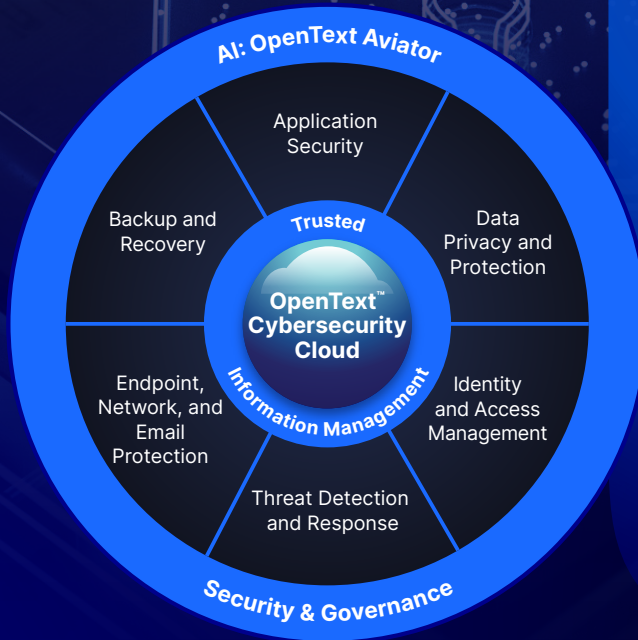 AI: OpenText Aviator
Application
Security
Data
Privacy and
Protection
Identity
and Access
Management
Threat Detection
and Response
Endpoint,
Network, and
Email
Protection
Backup and
Recovery
Trusted
OpenText™
Cybersecurity
Cloud
Information Management
Security & Governance